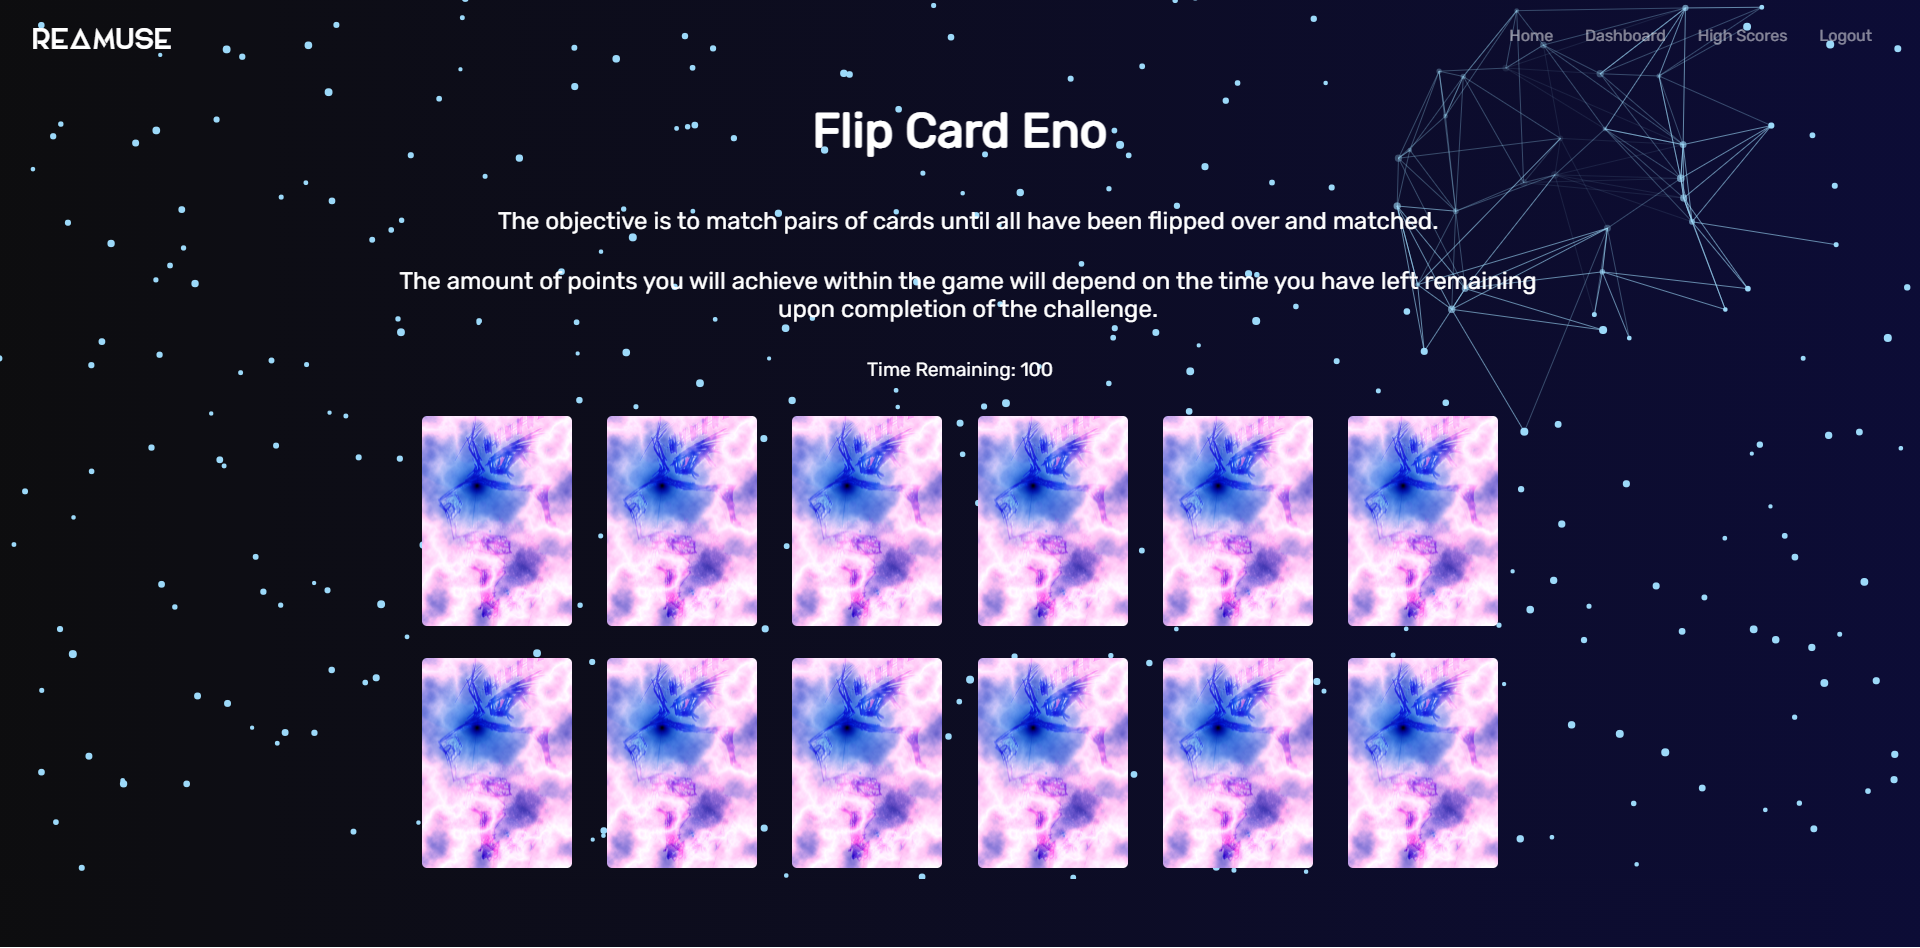 REAMUSE
Home Dashboard High Scores Logout
Flip Card Eno
The objective is to match pairs of cards until all have been flipped over and matched.
The amount of points you will achieve within the game will depend on the time you have left remaining
upon completion of the challenge.
Time Remaining: 100